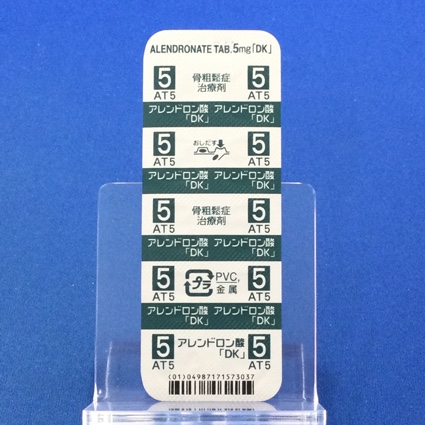 ALENDRONATE TAB.5mg「DK」
5 骨粗鬆症 5
AT5 治療剤 AT5
アレンドロン酸 アレンドロン酸
「DK」 「DK」
5 おしだす 5
AT5 AT5
アレンドロン酸 アレンドロン酸
「DK」 「DK」
5 骨粗鬆症 5
AT5 治療剤 AT5
アレンドロン酸 アレンドロン酸
「DK」 「DK」
5 プラ PVC, 5
AT5 金属 AT5
アレンドロン酸 アレンドロン酸
「DK」 「DK」
5 アレンドロン酸 5
AT5 「DK」 AT5
(01)04987171573037